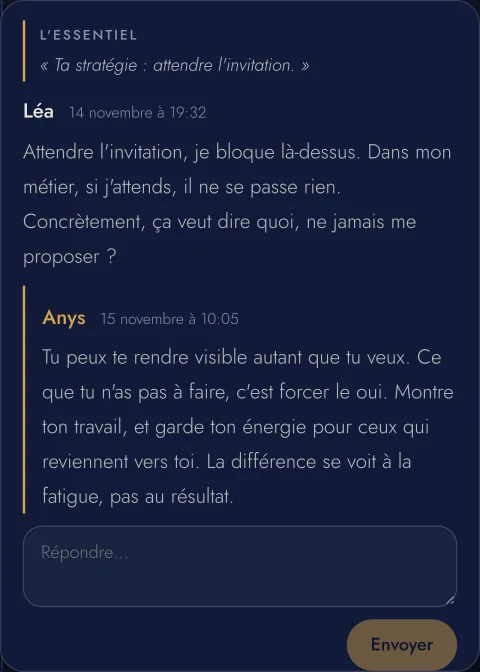 L'ESSENTIEL
« Ta stratégie : attendre l'invitation. »
Léa 14 novembre à 19:32
Attendre l'invitation, je bloque là-dessus. Dans mon
métier, si j'attends, il ne se passe rien.
Concrètement, ça veut dire quoi, ne jamais me
proposer ?
Anys 15 novembre à 10:05
Tu peux te rendre visible autant que tu veux. Ce
que tu n'as pas à faire, c'est forcer le oui. Montre
ton travail, et garde ton énergie pour ceux qui
reviennent vers toi. La différence se voit à la
fatigue, pas au résultat.
Répondre...
Envoyer